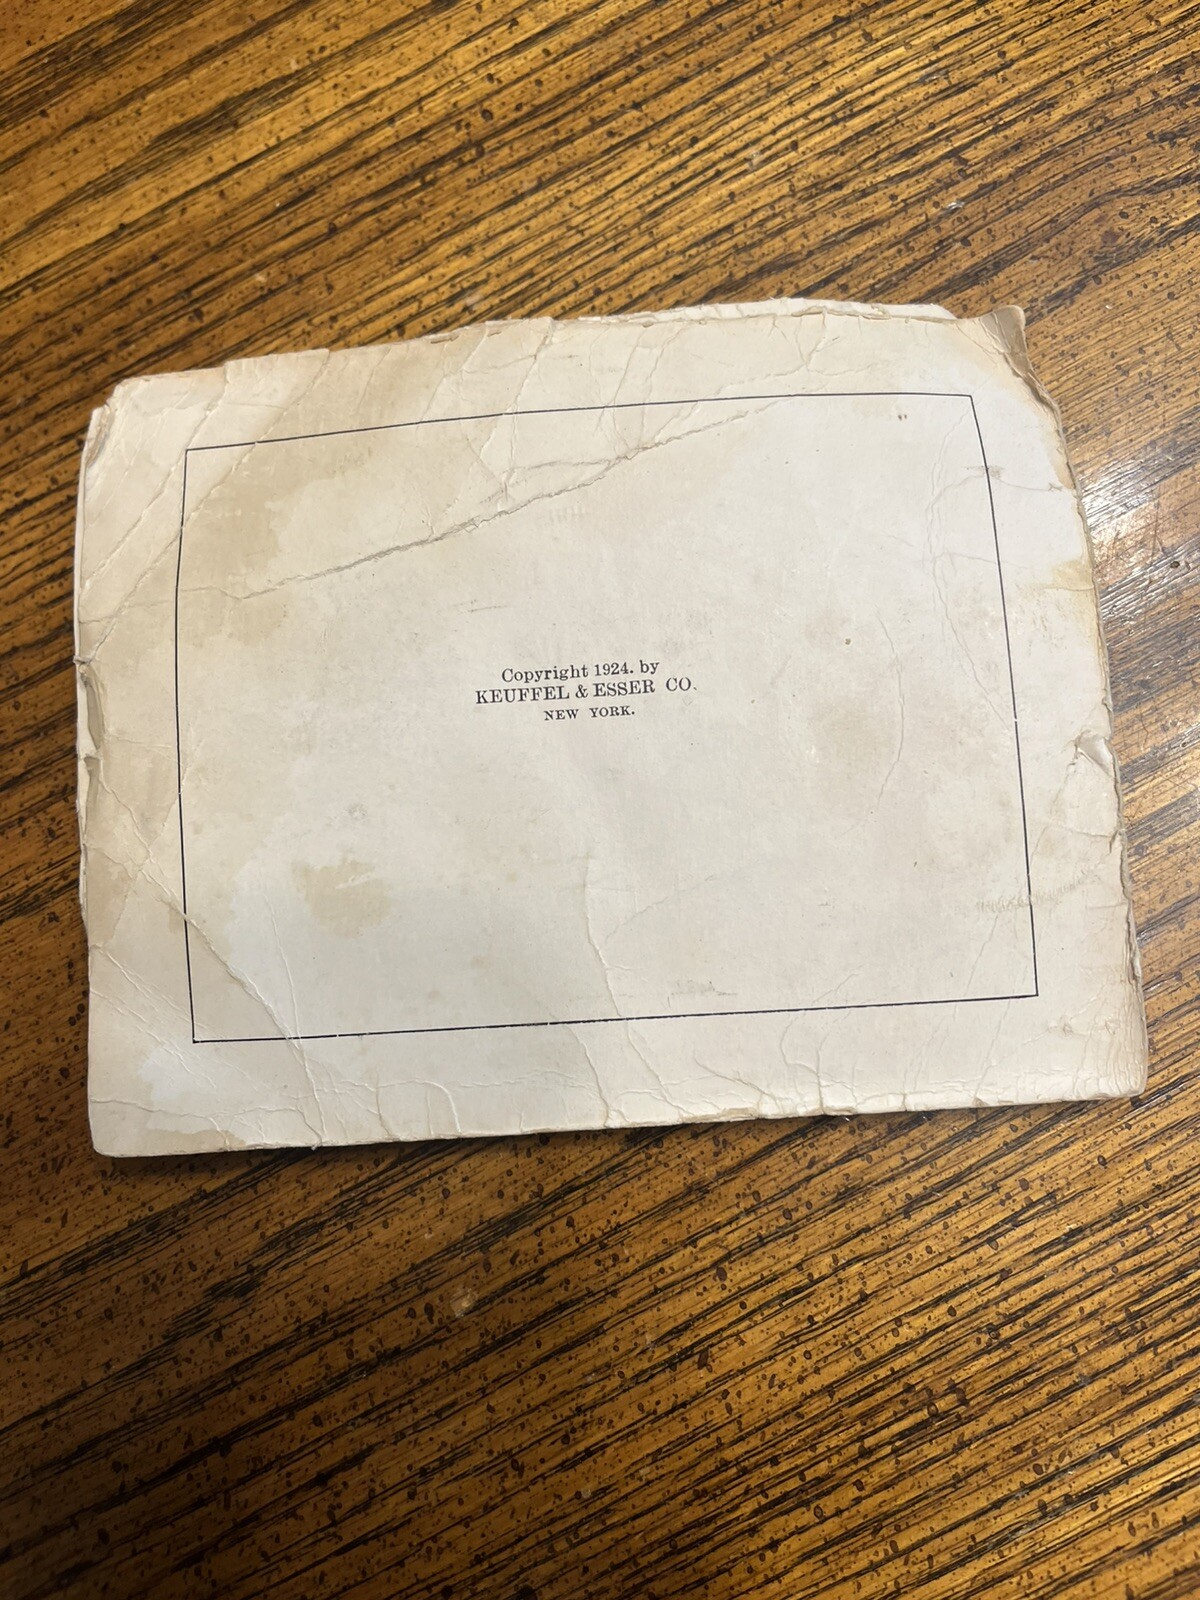 Copyright 1924. by
KEUFFEL & ESSER CO.
NEW YORK.